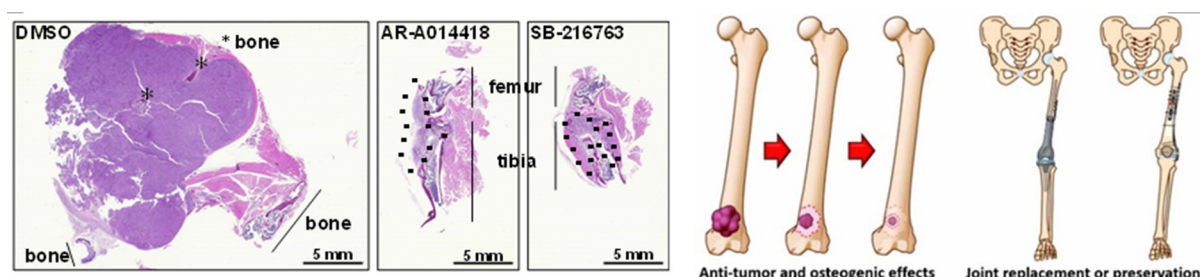 DMSO
* bone
*
*
bone
bone
5 mm
AR-A014418
femur
tibia
5 mm
SB-216763
5 mm
Anti-tumor and osteogenic effects
Joint replacement or preservation